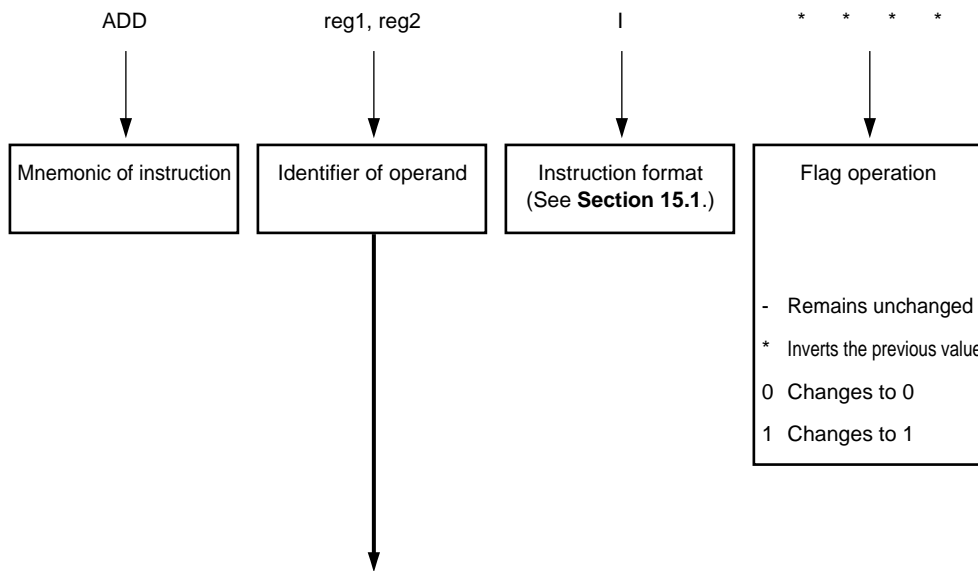 ADD reg1, reg2 I * * * *
Mnemonic of instruction
Identifier of operand
Instruction format
(See Section 15.1.)
Flag operation
- Remains unchanged
* Inverts the previous value
0 Changes to 0
1 Changes to 1